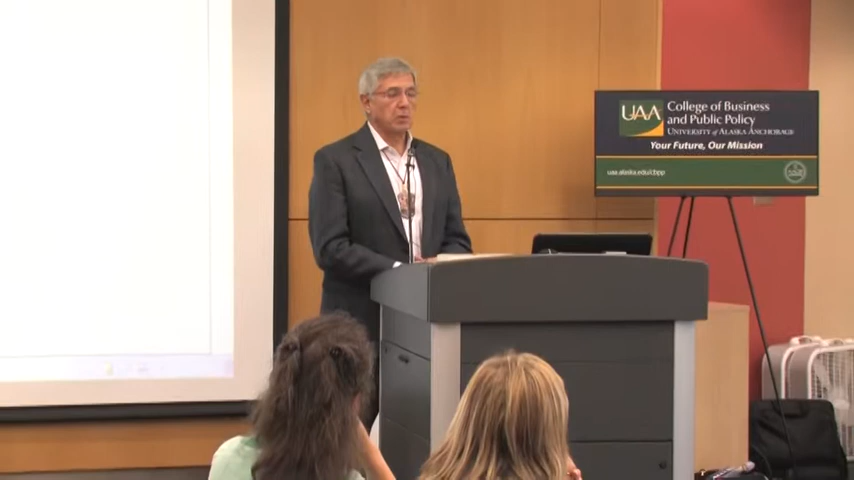 UAA
College of Business
and Public Policy
UNIVERSITY of ALASKA ANCHORAGE
Your Future, Our Mission
uaa.alaska.edu/cbpp